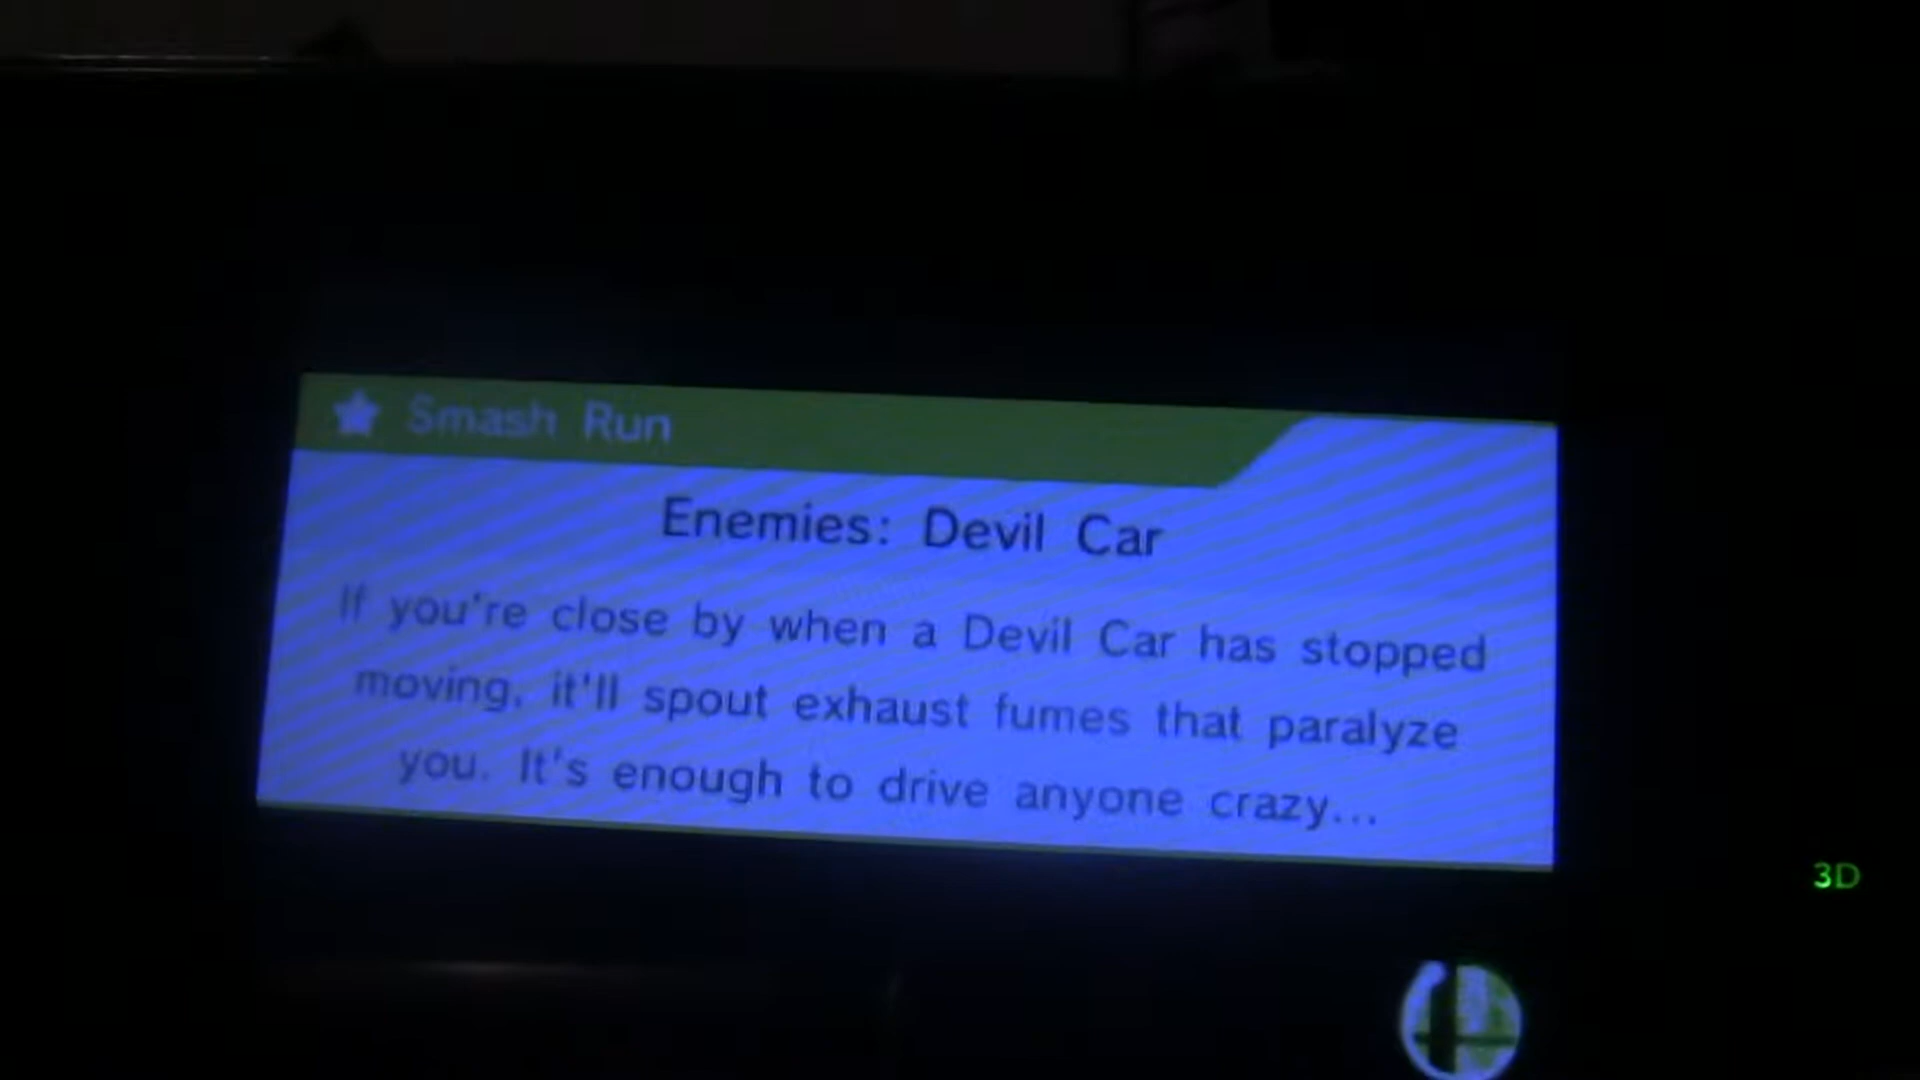 Smash Run
Enemies: Devil Car
If you're close by when a Devil Car has stopped
moving, it'll spout exhaust fumes that paralyze
you. It's enough to drive anyone crazy...
3D